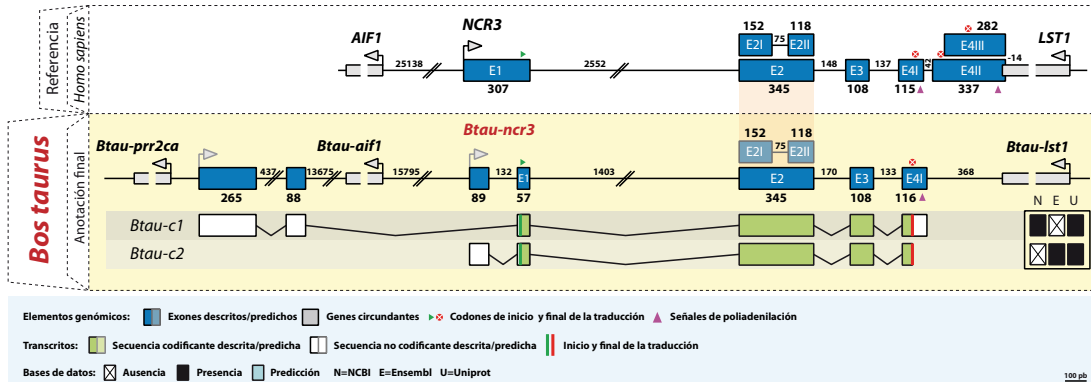 Referencia
Homo sapiens
AIF1
NCR3
LST1
152 118 282
E2I 75 E2II E4III
25138 E1 2552 E2 148 E3 137 E4I 42 E4II -14
307 345 108 115 337
Bos taurus
Anotación final
Btau-prr2ca Btau-aif1 Btau-ncr3 Btau-lst1
152 118
E2I 75 E2II
437 13675 15795 132 E1 1403 E2 170 E3 133 E4I 368
265 88 89 57 345 108 116
N E U
Btau-c1
Btau-c2
Elementos genómicos: Exones descritos/predichos Genes circundantes Codones de inicio y final de la traducción Señales de poliadenilación
Transcritos: Secuencia codificante descrita/predicha Secuencia no codificante descrita/predicha Inicio y final de la traducción
Bases de datos: Ausencia Presencia Predicción N=NCBI E=Ensembl U=Uniprot
100 pb